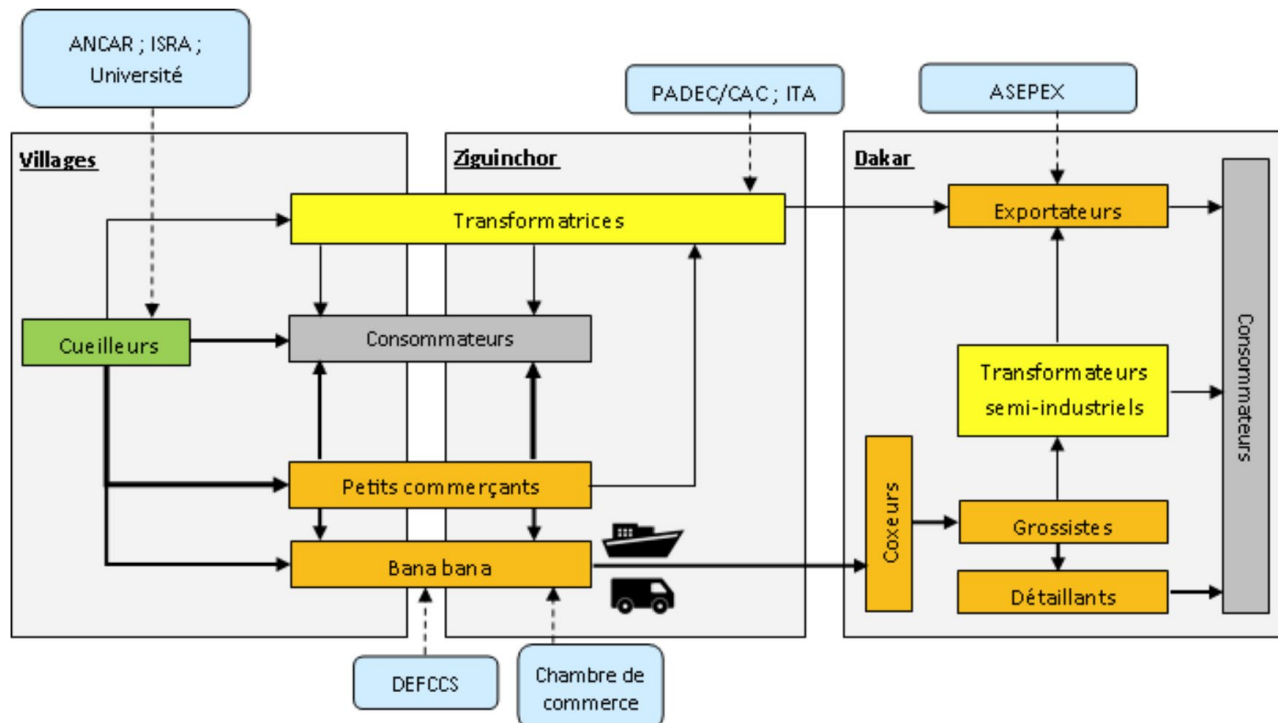 ANCAR ; ISRA ;
Université
PADEC/CAC ; ITA
ASEPEX
Villages
Ziguinchor
Dakar
Transformatrices
Exportateurs
Cueilleurs
Consommateurs
Transformateurs
semi-industriels
Consommateurs
Petits commerçants
Coxeurs
Grossistes
Bana bana
Détaillants
DEFCCS
Chambre de
commerce